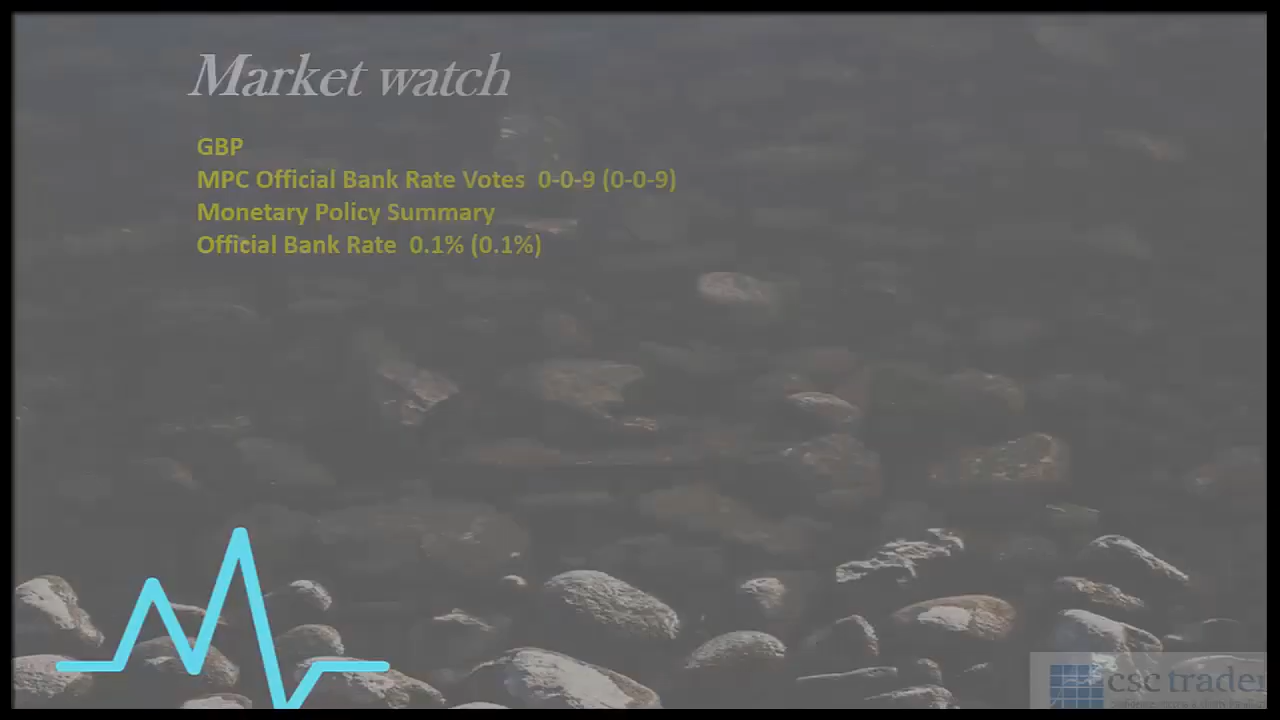 Market watch
GBP
MPC Official Bank Rate Votes 0-0-9 (0-0-9)
Monetary Policy Summary
Official Bank Rate 0.1% (0.1%)
csc trader